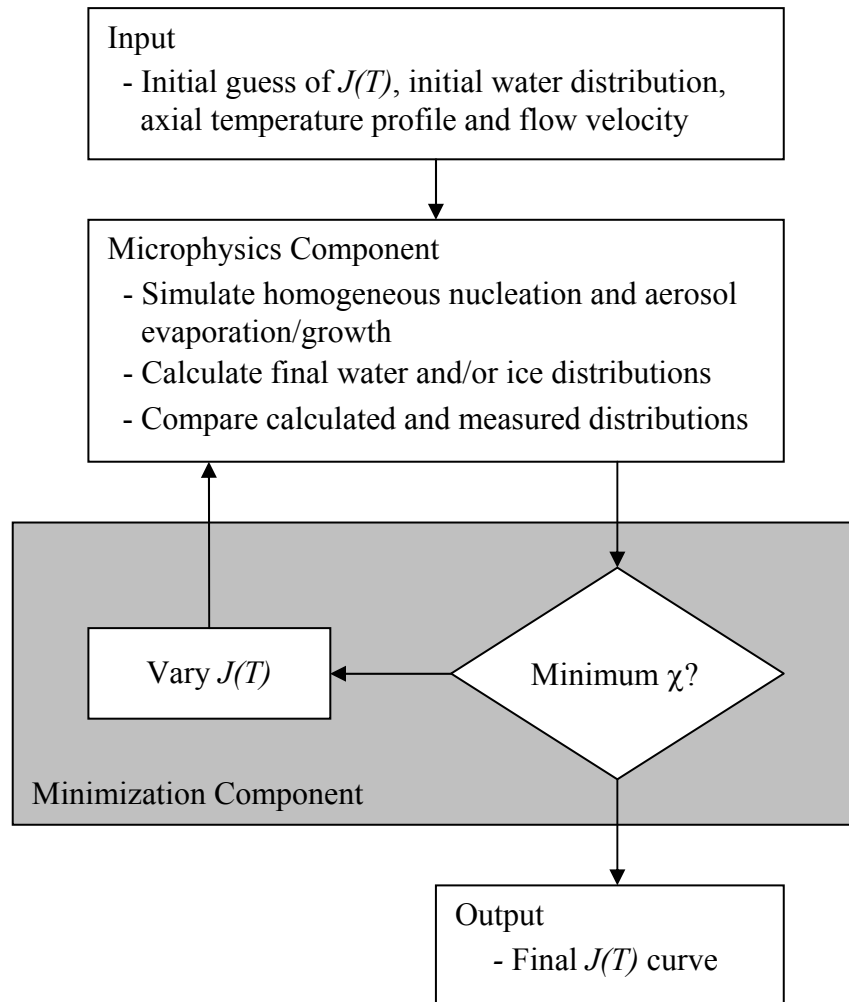 Input
- Initial guess of J(T), initial water distribution,
axial temperature profile and flow velocity
Microphysics Component
- Simulate homogeneous nucleation and aerosol
evaporation/growth
- Calculate final water and/or ice distributions
- Compare calculated and measured distributions
Vary J(T)
Minimum χ?
Minimization Component
Output
- Final J(T) curve